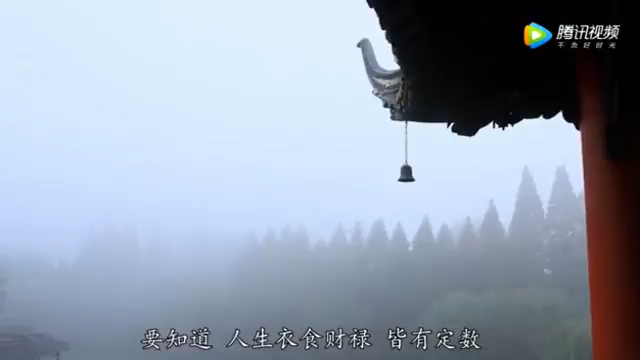 腾讯视频
不负好时光
要知道 人生衣食财禄 皆有定数